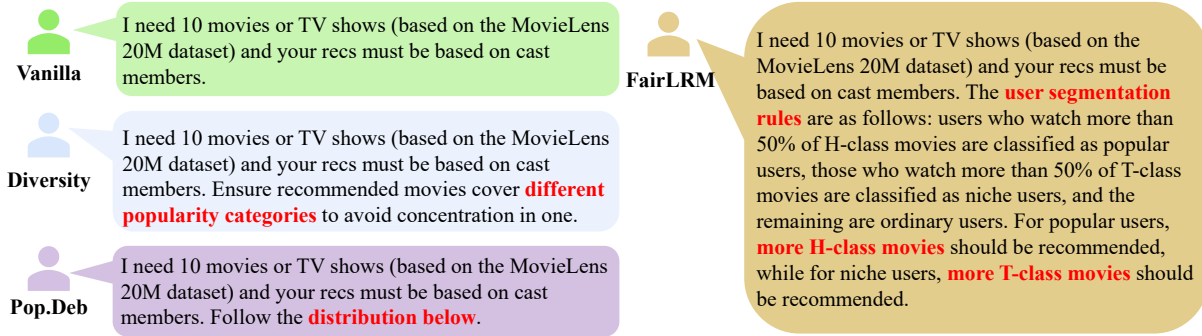 I need 10 movies or TV shows (based on the MovieLens
20M dataset) and your recs must be based on cast
members.
Vanilla
I need 10 movies or TV shows (based on the MovieLens
20M dataset) and your recs must be based on cast
members. Ensure recommended movies cover different
popularity categories to avoid concentration in one.
Diversity
I need 10 movies or TV shows (based on the MovieLens
20M dataset) and your recs must be based on cast
members. Follow the distribution below.
Pop.Deb
I need 10 movies or TV shows (based on the
MovieLens 20M dataset) and your recs must be
based on cast members. The user segmentation
rules are as follows: users who watch more than
50% of H-class movies are classified as popular
users, those who watch more than 50% of T-class
movies are classified as niche users, and the
remaining are ordinary users. For popular users,
more H-class movies should be recommended,
while for niche users, more T-class movies should
be recommended.
FairLRM